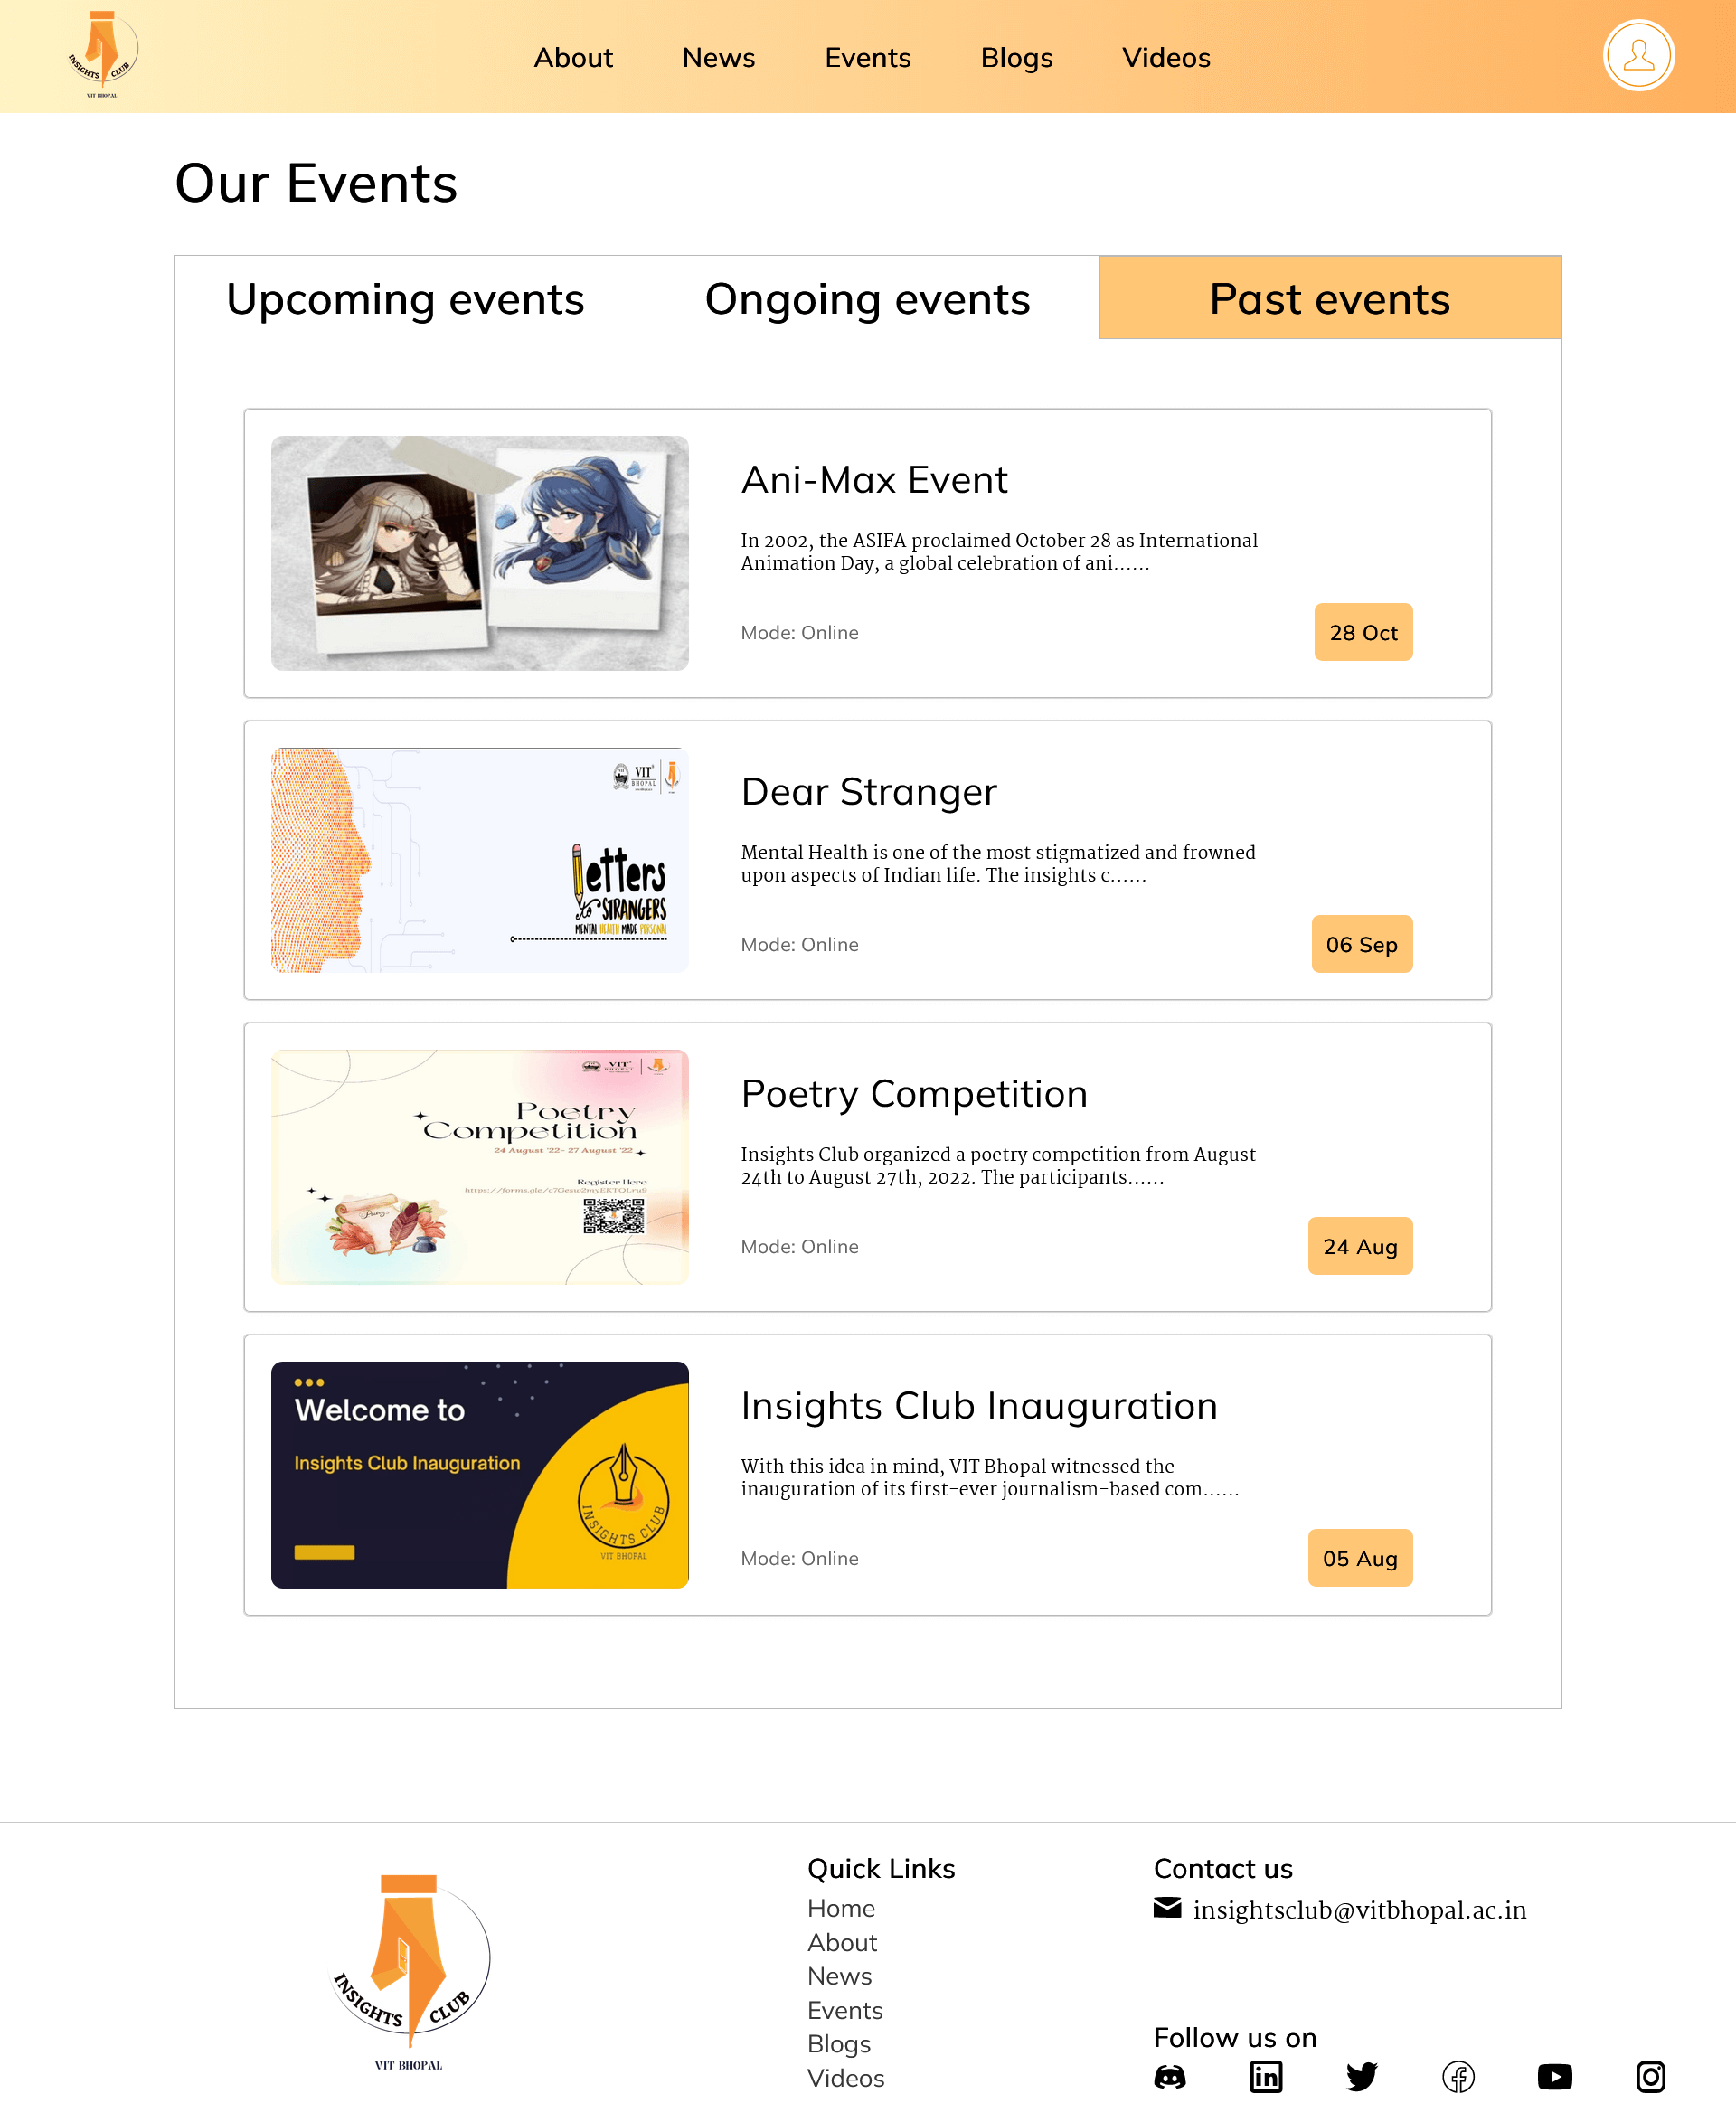 INSIGHTS CLUB
VIT BHOPAL
About
News
Events
Blogs
Videos
Our Events
Upcoming events
Ongoing events
Past events
Ani-Max Event
In 2002, the ASIFA proclaimed October 28 as International
Animation Day, a global celebration of ani......
Mode: Online
28 Oct
VIT
BHOPAL
etters
to STRANGERS
MENTAL HEALTH MADE PERSONAL
Dear Stranger
Mental Health is one of the most stigmatized and frowned
upon aspects of Indian life. The insights c......
Mode: Online
06 Sep
VIT
BHOPAL
Poetry
Competition
24 August '22- 27 August '22
Register Here
Poetry Competition
Insights Club organized a poetry competition from August
24th to August 27th, 2022. The participants......
Mode: Online
24 Aug
Welcome to
Insights Club Inauguration
INSIGHTS CLUB
VIT BHOPAL
Insights Club Inauguration
With this idea in mind, VIT Bhopal witnessed the
inauguration of its first-ever journalism-based com......
Mode: Online
05 Aug
INSIGHTS CLUB
VIT BHOPAL
Quick Links
Home
About
News
Events
Blogs
Videos
Contact us
insightsclub@vitbhopal.ac.in
Follow us on